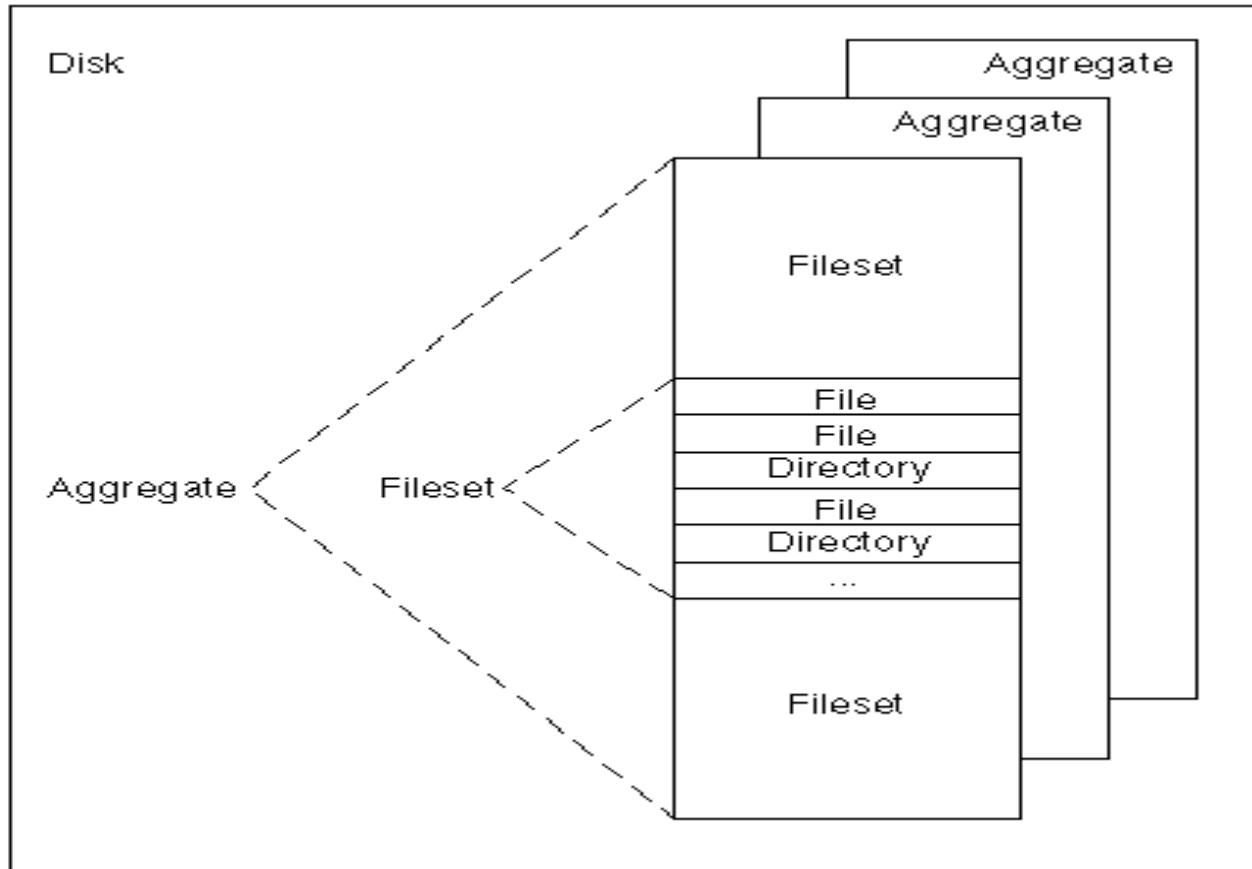 Disk
Aggregate
Aggregate
Fileset
File
File
Directory
Aggregate
Fileset
File
Directory
...
Fileset